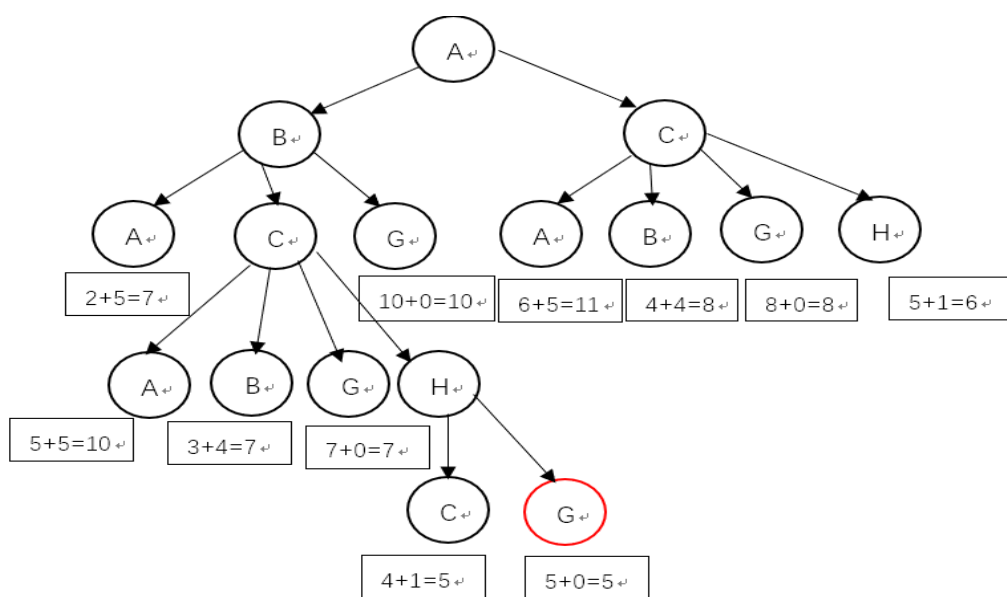 A
B C
A C G A B G H
2+5=7 10+0=10 6+5=11 4+4=8 8+0=8 5+1=6
A B G H
5+5=10 3+4=7 7+0=7
C G
4+1=5 5+0=5